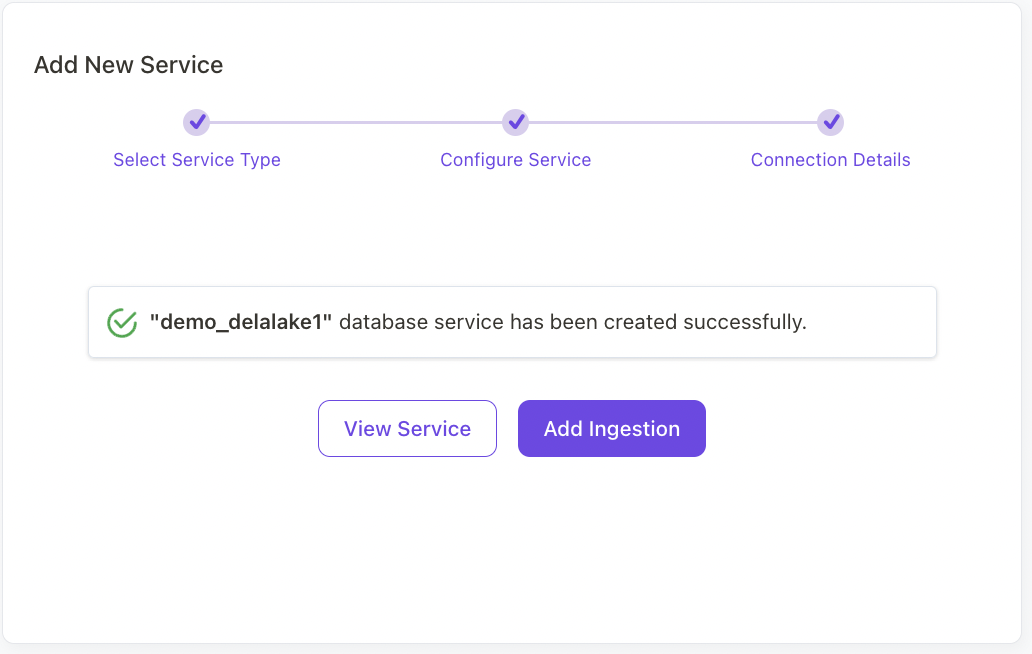 Add New Service
Select Service Type
Configure Service
Connection Details
"demo_delalake1" database service has been created successfully.
View Service
Add Ingestion